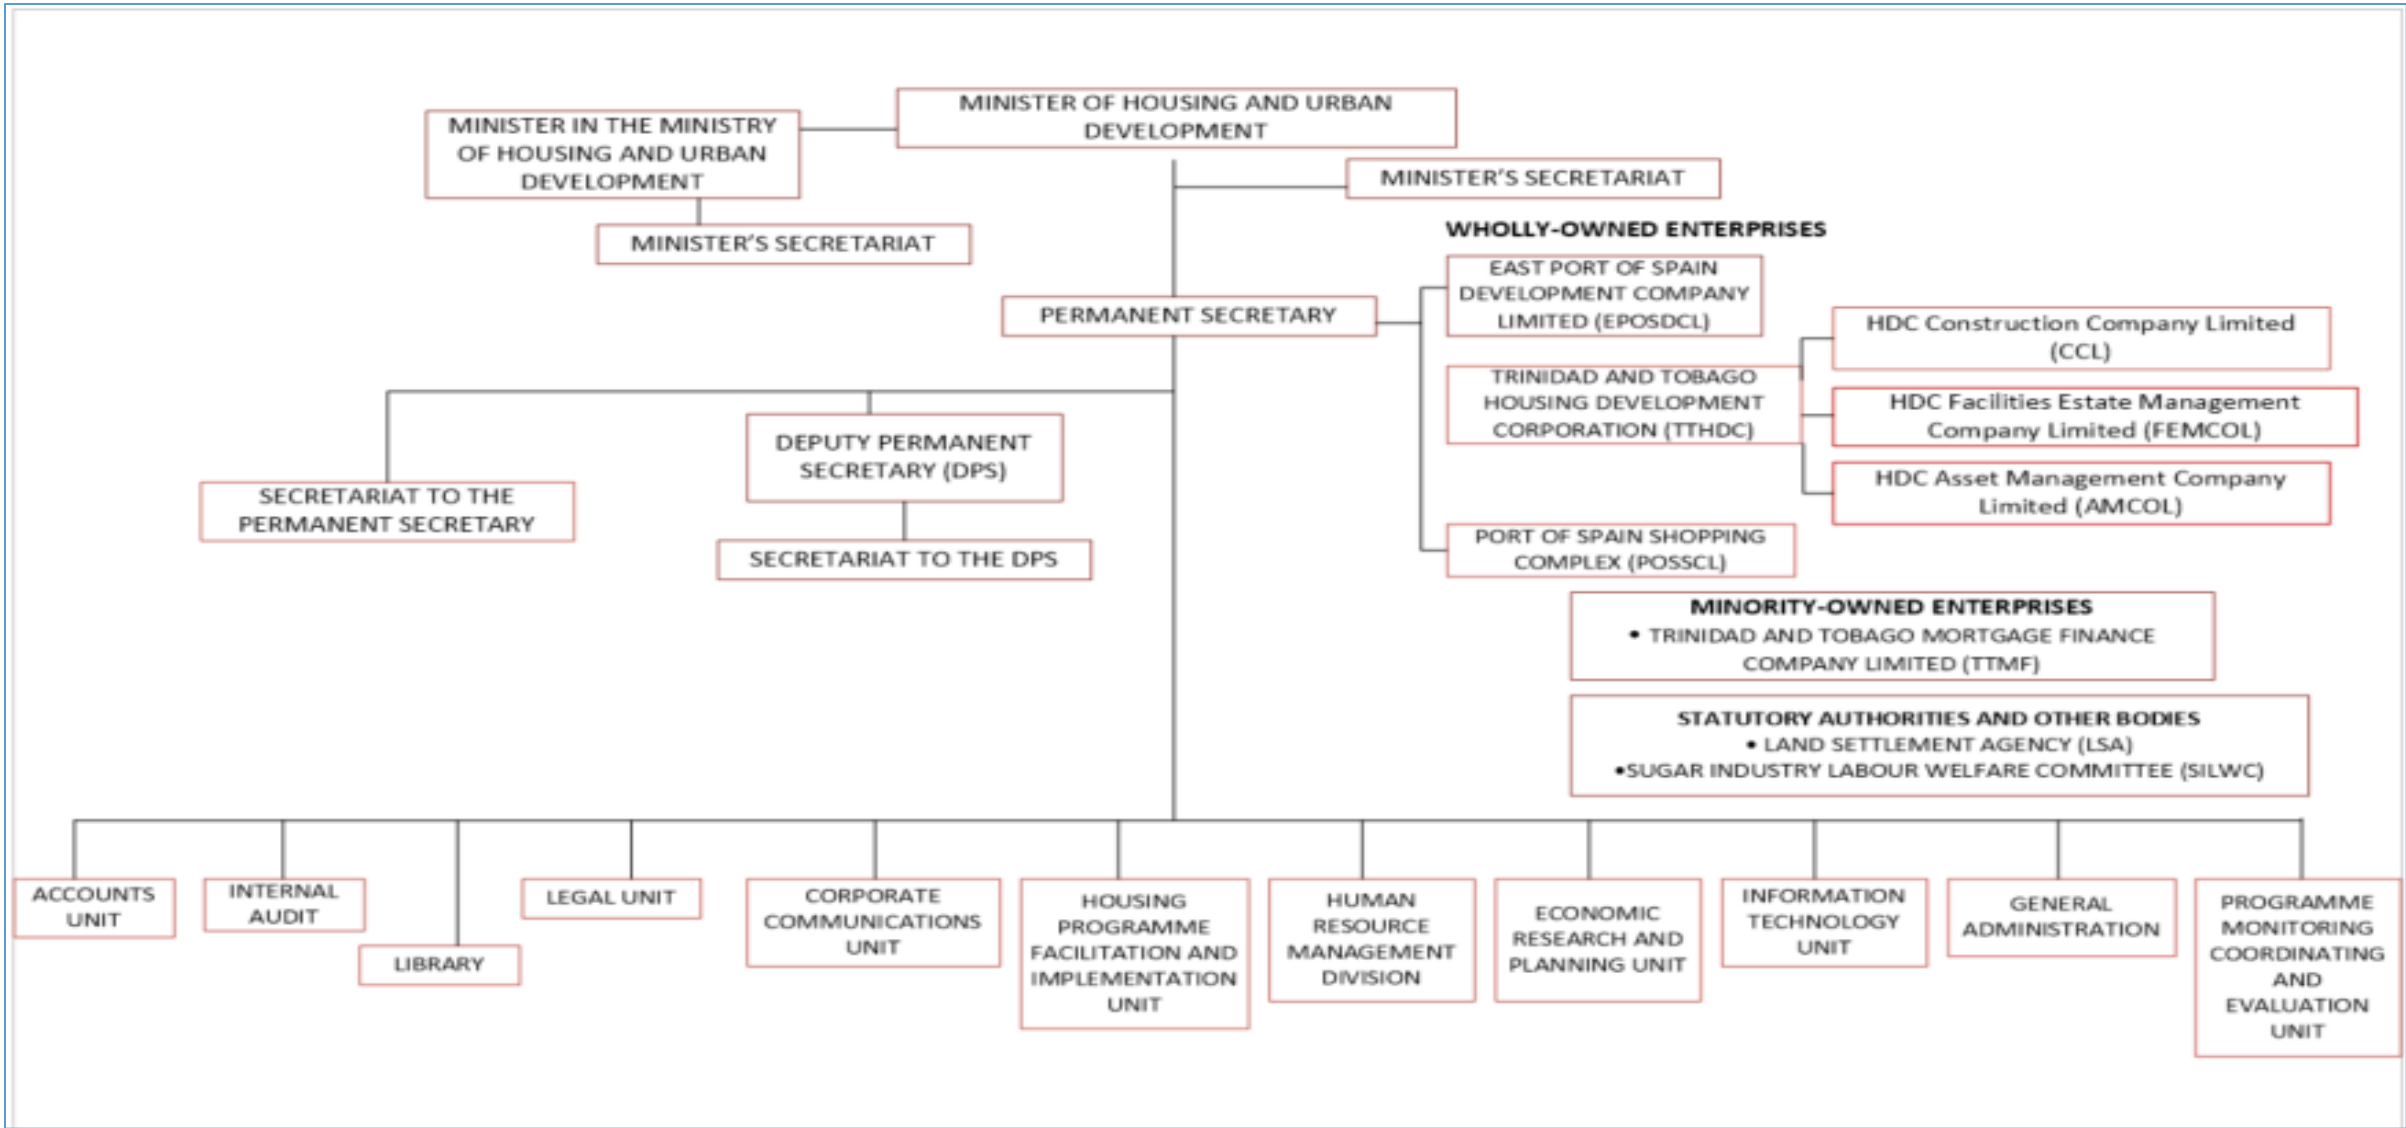 MINISTER OF HOUSING AND URBAN
DEVELOPMENT
MINISTER IN THE MINISTRY
OF HOUSING AND URBAN
DEVELOPMENT
MINISTER'S SECRETARIAT
MINISTER'S SECRETARIAT
WHOLLY-OWNED ENTERPRISES
PERMANENT SECRETARY
EAST PORT OF SPAIN
DEVELOPMENT COMPANY
LIMITED (EPOSDCL)
TRINIDAD AND TOBAGO
HOUSING DEVELOPMENT
CORPORATION (TTHDC)
HDC Construction Company Limited
(CCL)
HDC Facilities Estate Management
Company Limited (FEMCOL)
HDC Asset Management Company
Limited (AMCOL)
PORT OF SPAIN SHOPPING
COMPLEX (POSSCL)
DEPUTY PERMANENT
SECRETARY (DPS)
SECRETARIAT TO THE
PERMANENT SECRETARY
SECRETARIAT TO THE DPS
MINORITY-OWNED ENTERPRISES
• TRINIDAD AND TOBAGO MORTGAGE FINANCE
COMPANY LIMITED (TTMF)
STATUTORY AUTHORITIES AND OTHER BODIES
• LAND SETTLEMENT AGENCY (LSA)
•SUGAR INDUSTRY LABOUR WELFARE COMMITTEE (SILWC)
ACCOUNTS
UNIT
INTERNAL
AUDIT
LIBRARY
LEGAL UNIT
CORPORATE
COMMUNICATIONS
UNIT
HOUSING
PROGRAMME
FACILITATION AND
IMPLEMENTATION
UNIT
HUMAN
RESOURCE
MANAGEMENT
DIVISION
ECONOMIC
RESEARCH AND
PLANNING UNIT
INFORMATION
TECHNOLOGY
UNIT
GENERAL
ADMINISTRATION
PROGRAMME
MONITORING
COORDINATING
AND
EVALUATION
UNIT